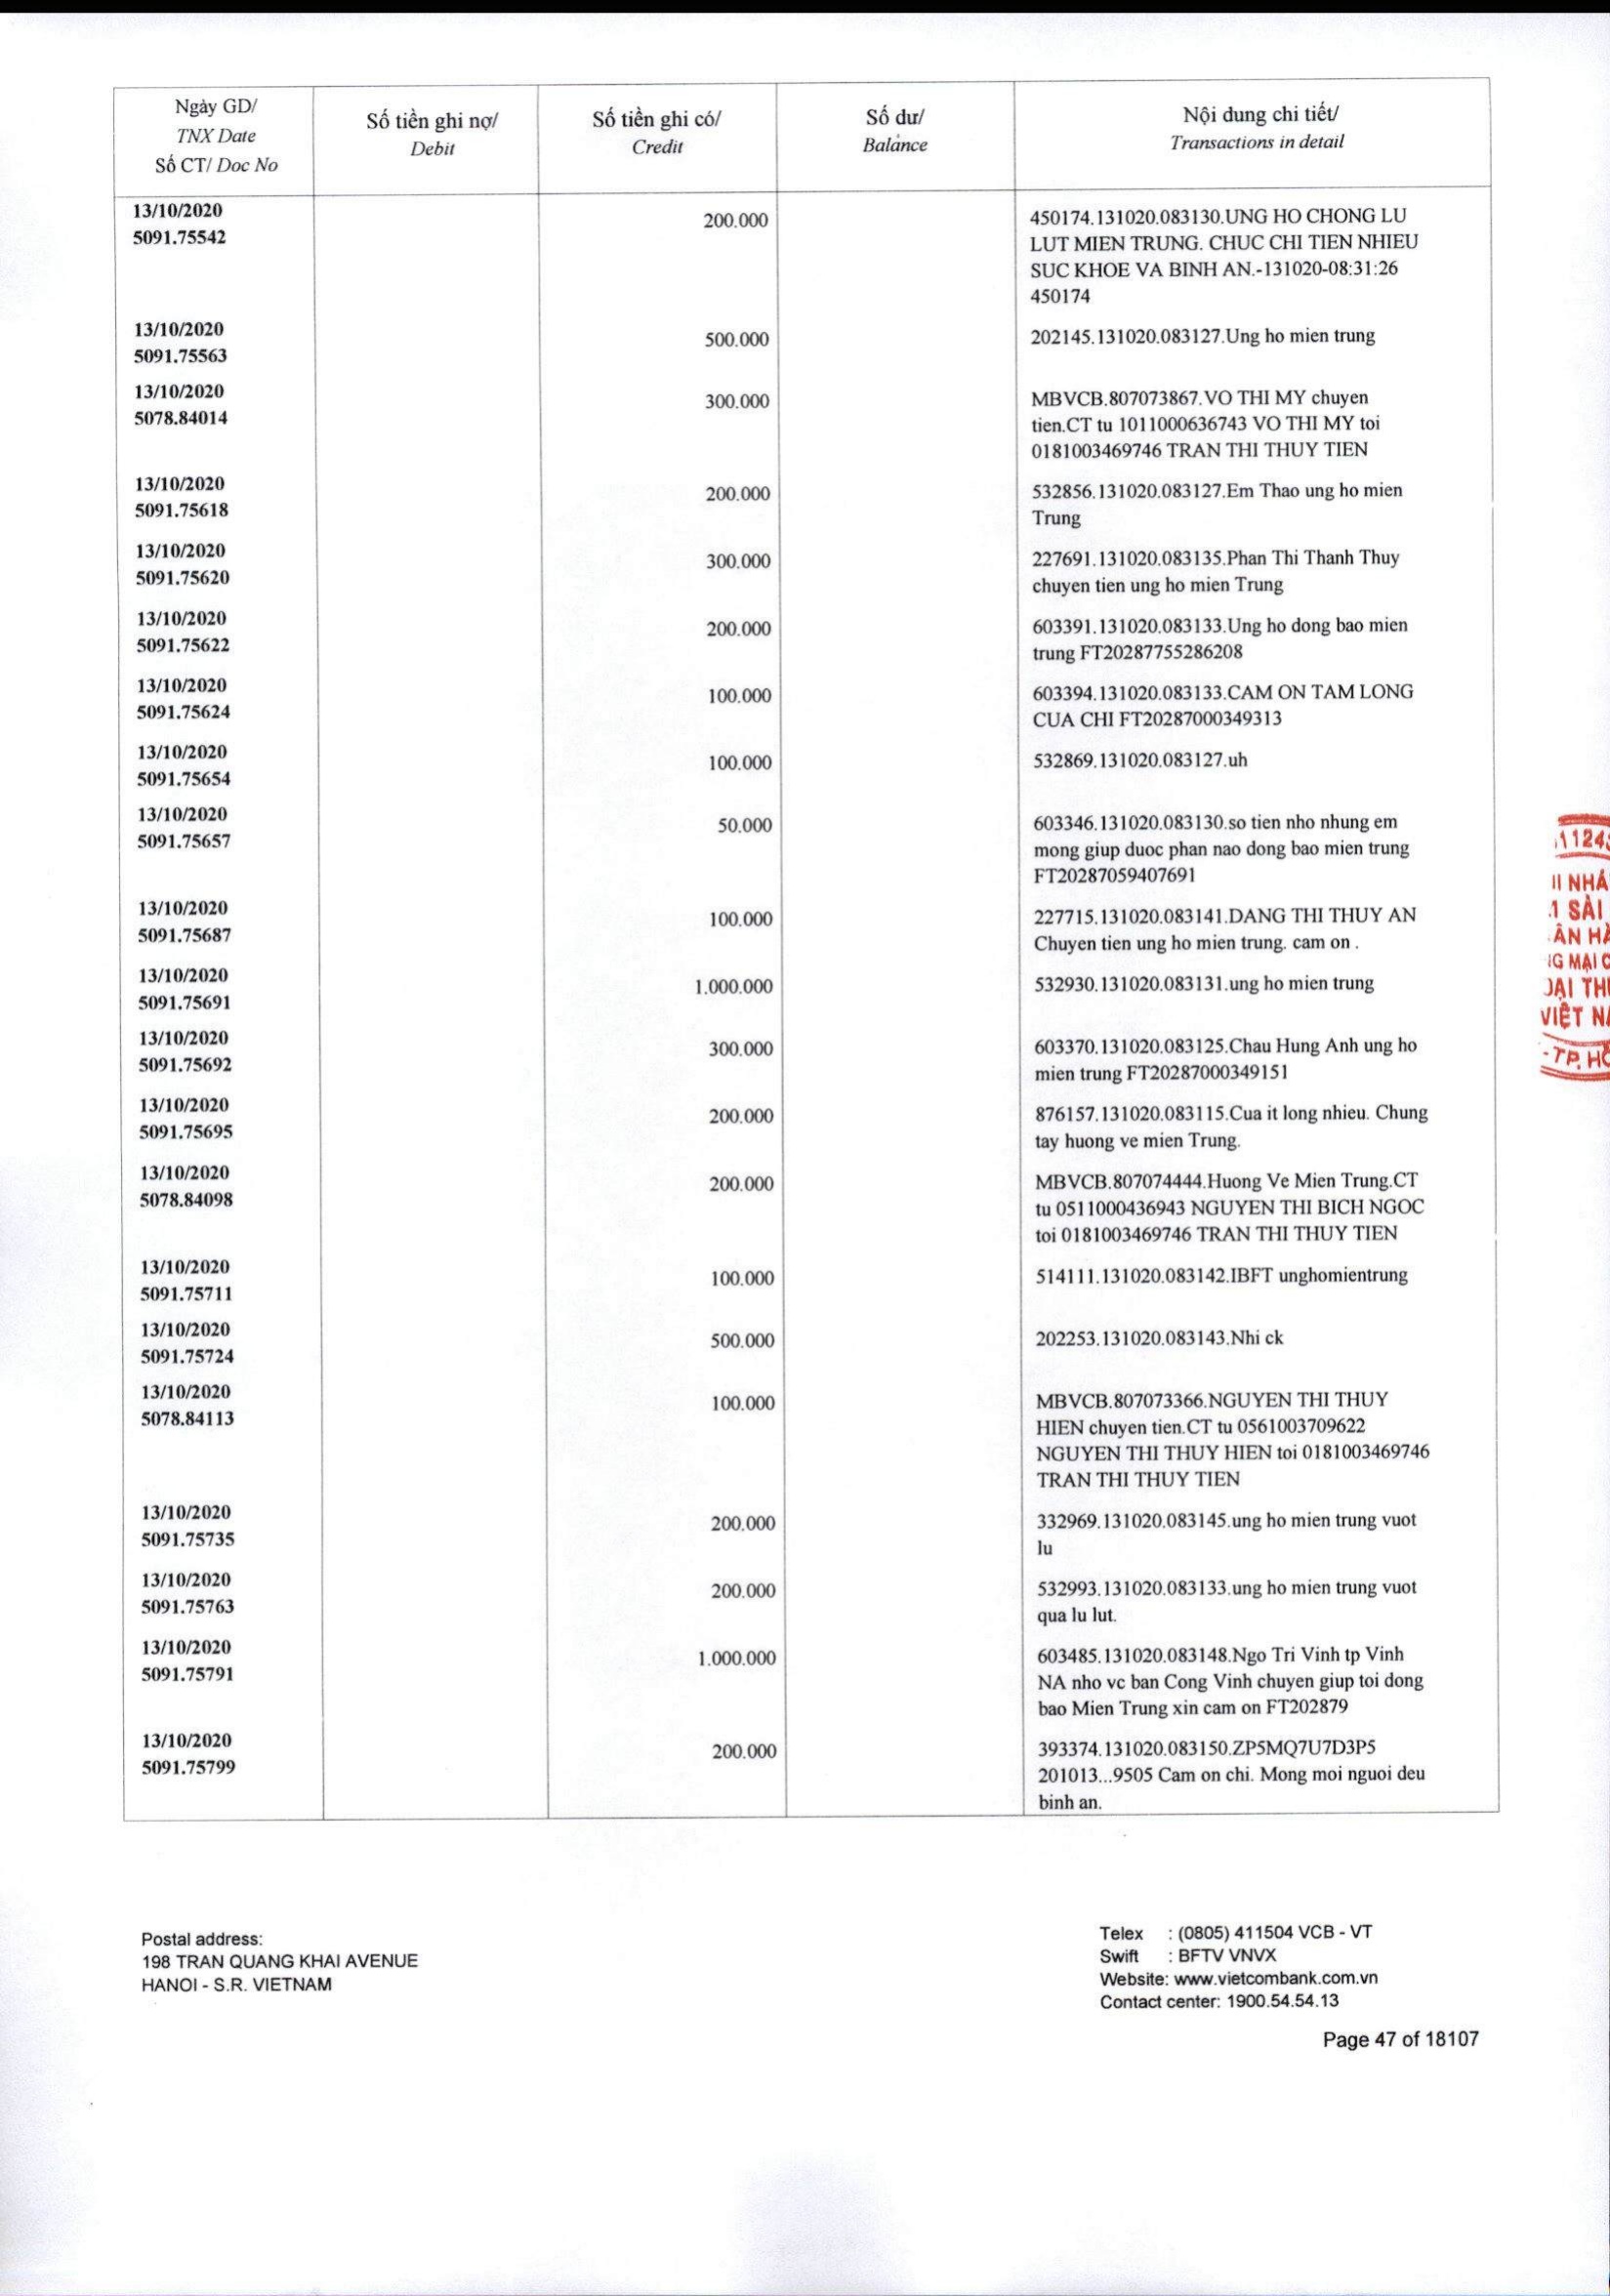 Ngày GD/
TNX Date
Số CT/ Doc No
Số tiền ghi nợ/
Debit
Số tiền ghi có/
Credit
Số dư/
Balance
Nội dung chi tiết/
Transactions in detail
13/10/2020
5091.75542
200.000
450174.131020.083130.UNG HO CHONG LU
LUT MIEN TRUNG. CHUC CHI TIEN NHIEU
SUC KHOE VA BINH AN.-131020-08:31:26
450174
13/10/2020
5091.75563
500.000
202145.131020.083127.Ung ho mien trung
13/10/2020
5078.84014
300.000
MBVCB.807073867.VO THI MY chuyen
tien.CT tu 1011000636743 VO THI MY toi
0181003469746 TRAN THI THUY TIEN
13/10/2020
5091.75618
200.000
532856.131020.083127.Em Thao ung ho mien
Trung
13/10/2020
5091.75620
300.000
227691.131020.083135.Phan Thi Thanh Thuy
chuyen tien ung ho mien Trung
13/10/2020
5091.75622
200.000
603391.131020.083133.Ung ho dong bao mien
trung FT20287755286208
13/10/2020
5091.75624
100.000
603394.131020.083133.CAM ON TAM LONG
CUA CHI FT20287000349313
13/10/2020
5091.75654
100.000
532869.131020.083127.uh
13/10/2020
5091.75657
50.000
603346.131020.083130.so tien nho nhung em
mong giup duoc phan nao dong bao mien trung
FT20287059407691
13/10/2020
5091.75687
100.000
227715.131020.083141.DANG THI THUY AN
Chuyen tien ung ho mien trung. cam on .
13/10/2020
5091.75691
1.000.000
532930.131020.083131.ung ho mien trung
13/10/2020
5091.75692
300.000
603370.131020.083125.Chau Hung Anh ung ho
mien trung FT20287000349151
13/10/2020
5091.75695
200.000
876157.131020.083115.Cua it long nhieu. Chung
tay huong ve mien Trung.
13/10/2020
5078.84098
200.000
MBVCB.807074444.Huong Ve Mien Trung.CT
tu 0511000436943 NGUYEN THI BICH NGOC
toi 0181003469746 TRAN THI THUY TIEN
13/10/2020
5091.75711
100.000
514111.131020.083142.IBFT unghomientrung
13/10/2020
5091.75724
500.000
202253.131020.083143.Nhi ck
13/10/2020
5078.84113
100.000
MBVCB.807073366.NGUYEN THI THUY
HIEN chuyen tien.CT tu 0561003709622
NGUYEN THI THUY HIEN toi 0181003469746
TRAN THI THUY TIEN
13/10/2020
5091.75735
200.000
332969.131020.083145.ung ho mien trung vuot
lu
13/10/2020
5091.75763
200.000
532993.131020.083133.ung ho mien trung vuot
qua lu lut.
13/10/2020
5091.75791
1.000.000
603485.131020.083148.Ngo Tri Vinh tp Vinh
NA nho vc ban Cong Vinh chuyen giup toi dong
bao Mien Trung xin cam on FT202879
13/10/2020
5091.75799
200.000
393374.131020.083150.ZP5MQ7U7D3P5
201013...9505 Cam on chi. Mong moi nguoi deu
binh an.
1124
NHÁ
SÀI
ÂN H
G MẠI C
ẠI TH
VIỆT N
-TP. HỒ
Postal address:
198 TRAN QUANG KHAI AVENUE
HANOI - S.R. VIETNAM
Telex : (0805) 411504 VCB - VT
Swift : BFTV VNVX
Website: www.vietcombank.com.vn
Contact center: 1900.54.54.13
Page 47 of 18107